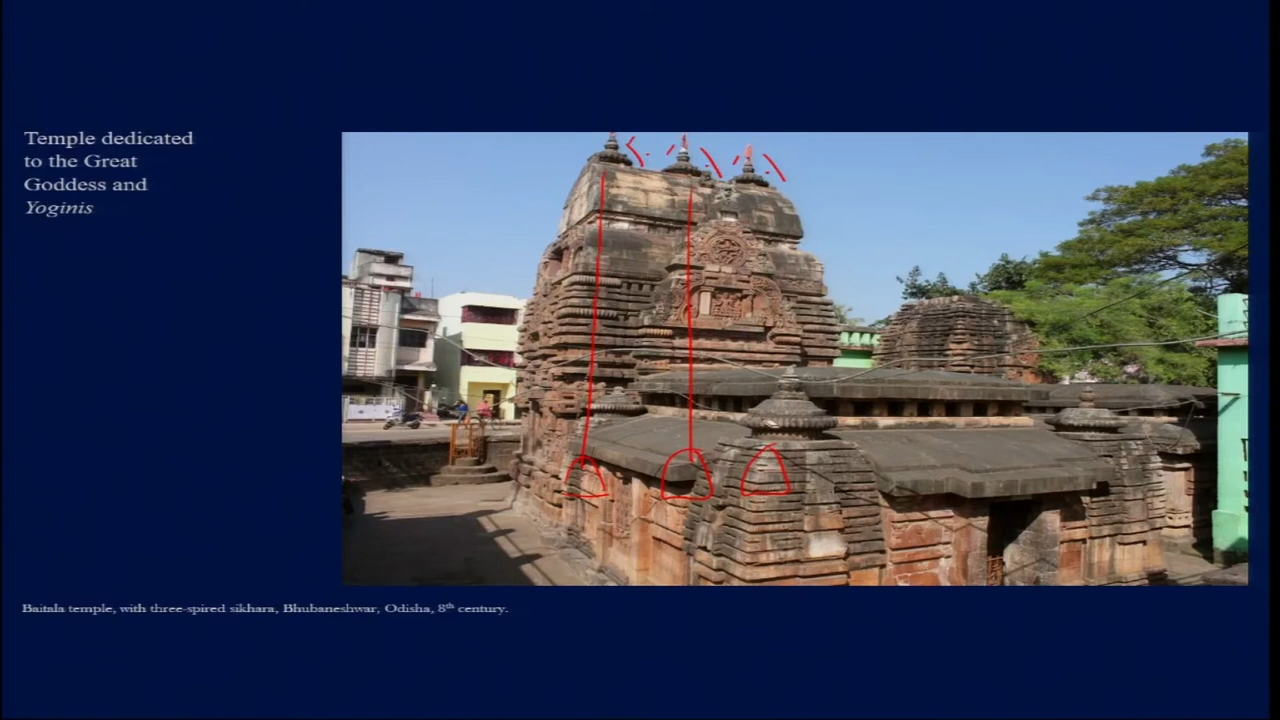 Temple dedicated
to the Great
Goddess and
Yoginis
Baitala temple, with three-spired sikhara, Bhubaneshwar, Odisha, 8th century.